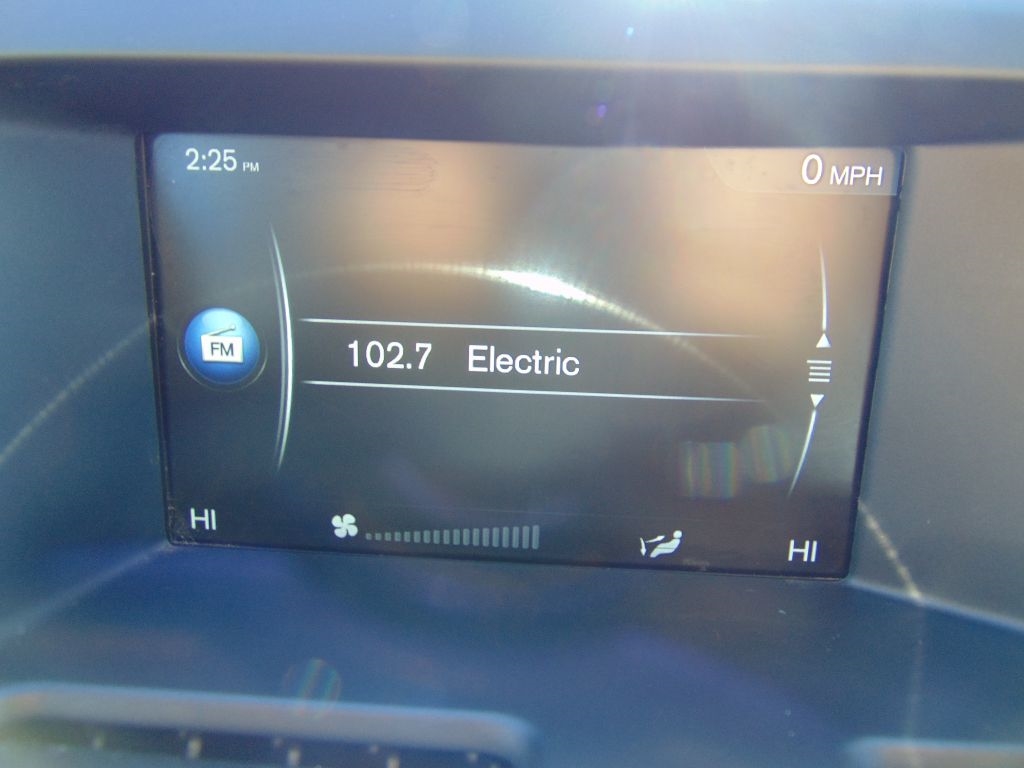 2:25 PM
0 MPH
FM
102.7 Electric
HI
HI